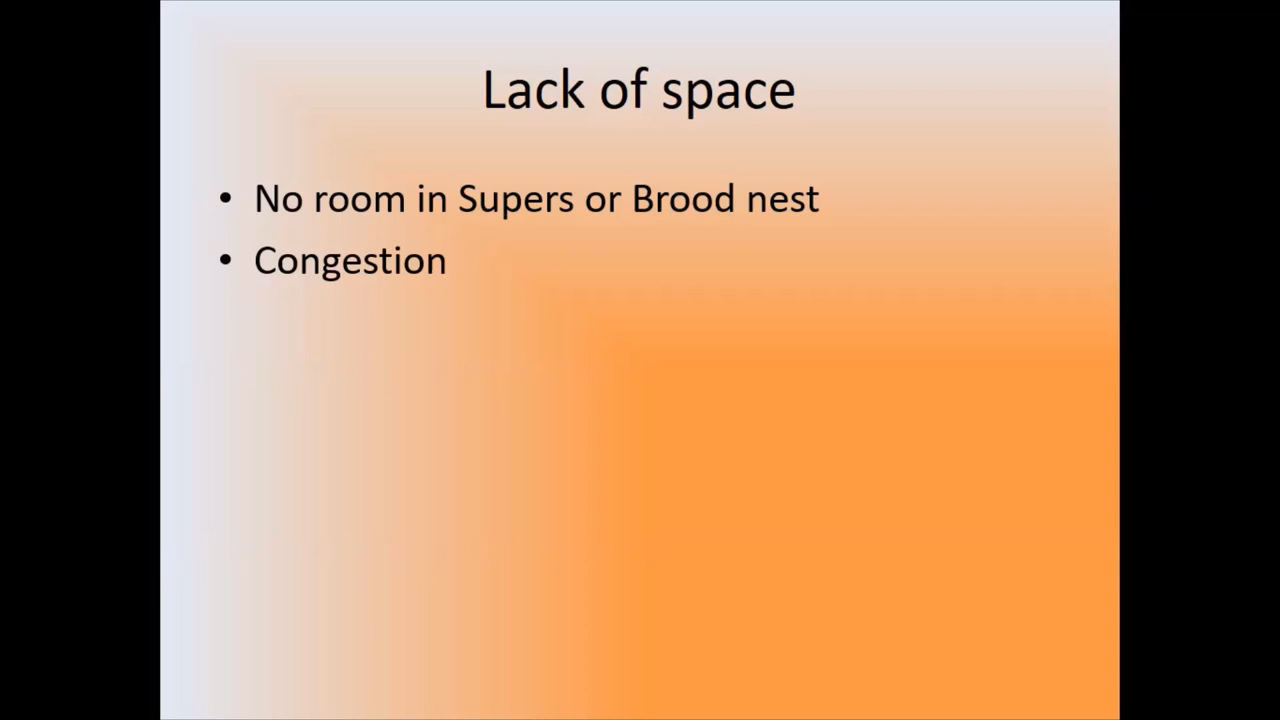 Lack of space
• No room in Supers or Brood nest
• Congestion